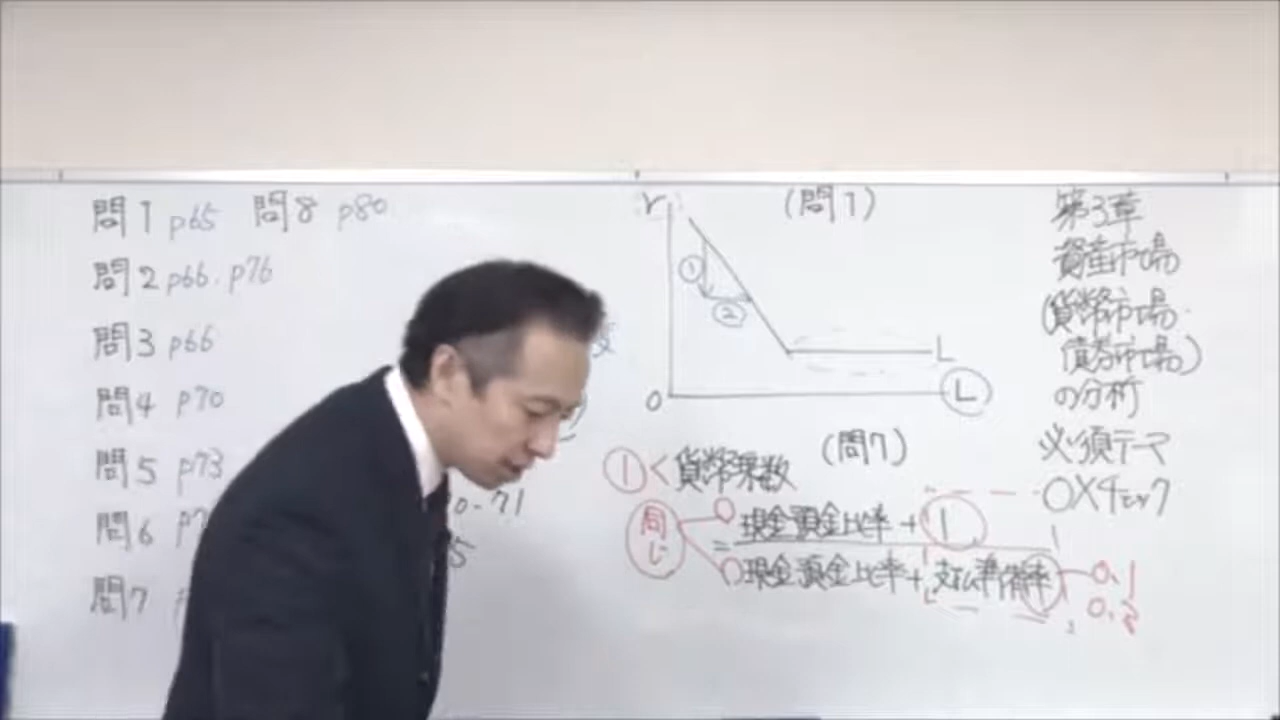 問1 p65 問8 p80
問2 p66. p76
問3 p66
問4 p70
問5 p73
問6
問7
0-71
5
(問1)
r
①
②
L
0
Ⓛ
(問7)
① < 貨幣乗数
同じ
= 現金預金比率 + 1
現金預金比率 + 支払準備率
0.1
0.2
第3章
資産市場
(貨幣市場・
債券市場)
の分析
必須テーマ
○×チェック